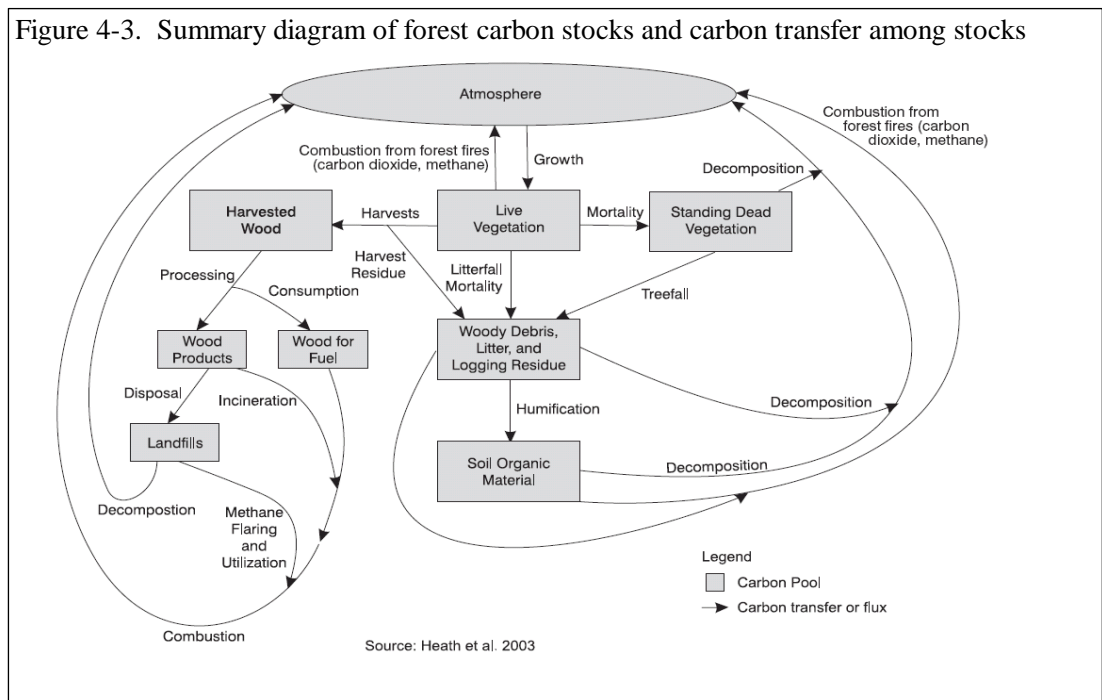 Figure 4-3. Summary diagram of forest carbon stocks and carbon transfer among stocks
Atmosphere
Combustion from
forest fires (carbon
dioxide, methane)
Combustion from forest fires
(carbon dioxide, methane)
Growth
Decomposition
Harvested
Wood
Harvests
Live
Vegetation
Mortality
Standing Dead
Vegetation
Harvest
Residue
Litterfall
Mortality
Treefall
Processing
Consumption
Wood
Products
Wood for
Fuel
Woody Debris,
Litter, and
Logging Residue
Disposal
Incineration
Humification
Decomposition
Landfills
Soil Organic
Material
Decomposition
Decompostion
Methane
Flaring
and
Utilization
Legend
Carbon Pool
Carbon transfer or flux
Combustion
Source: Heath et al. 2003